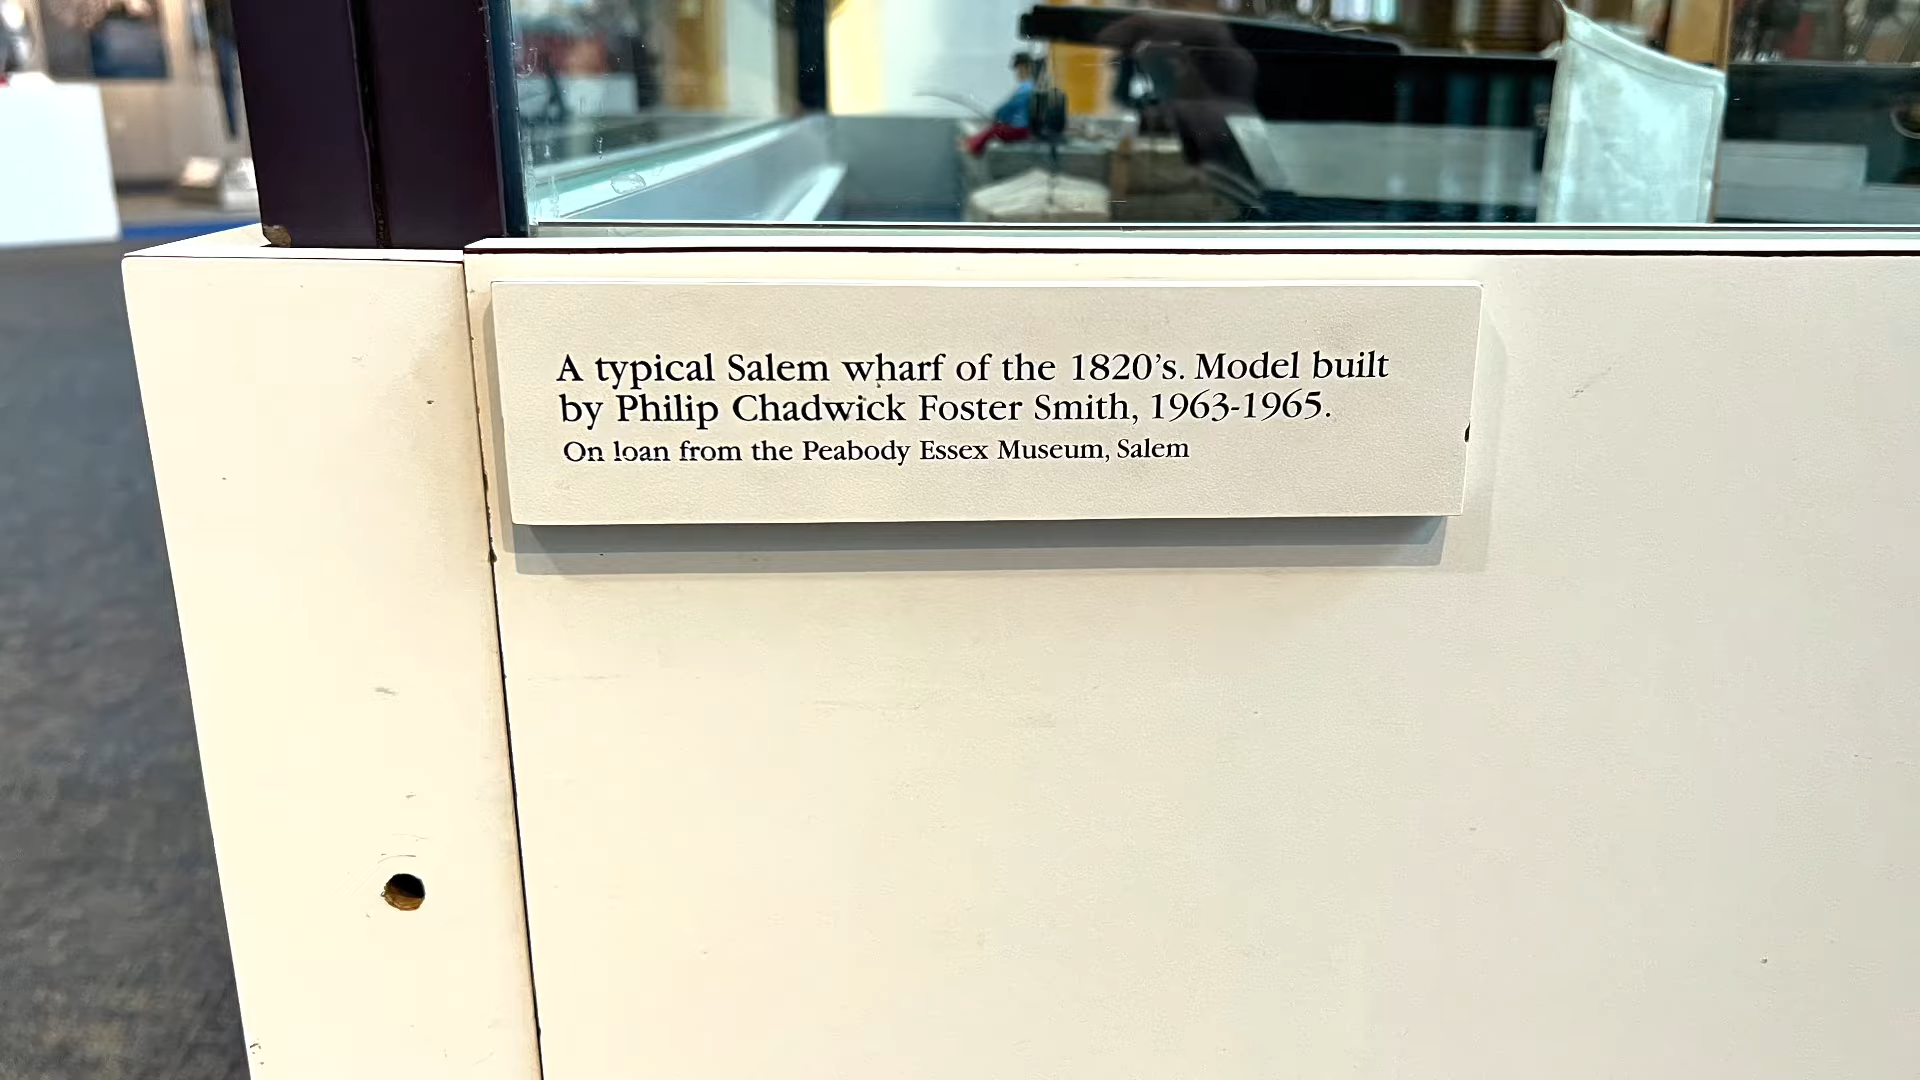 A typical Salem wharf of the 1820's. Model built
by Philip Chadwick Foster Smith, 1963-1965.
On loan from the Peabody Essex Museum, Salem